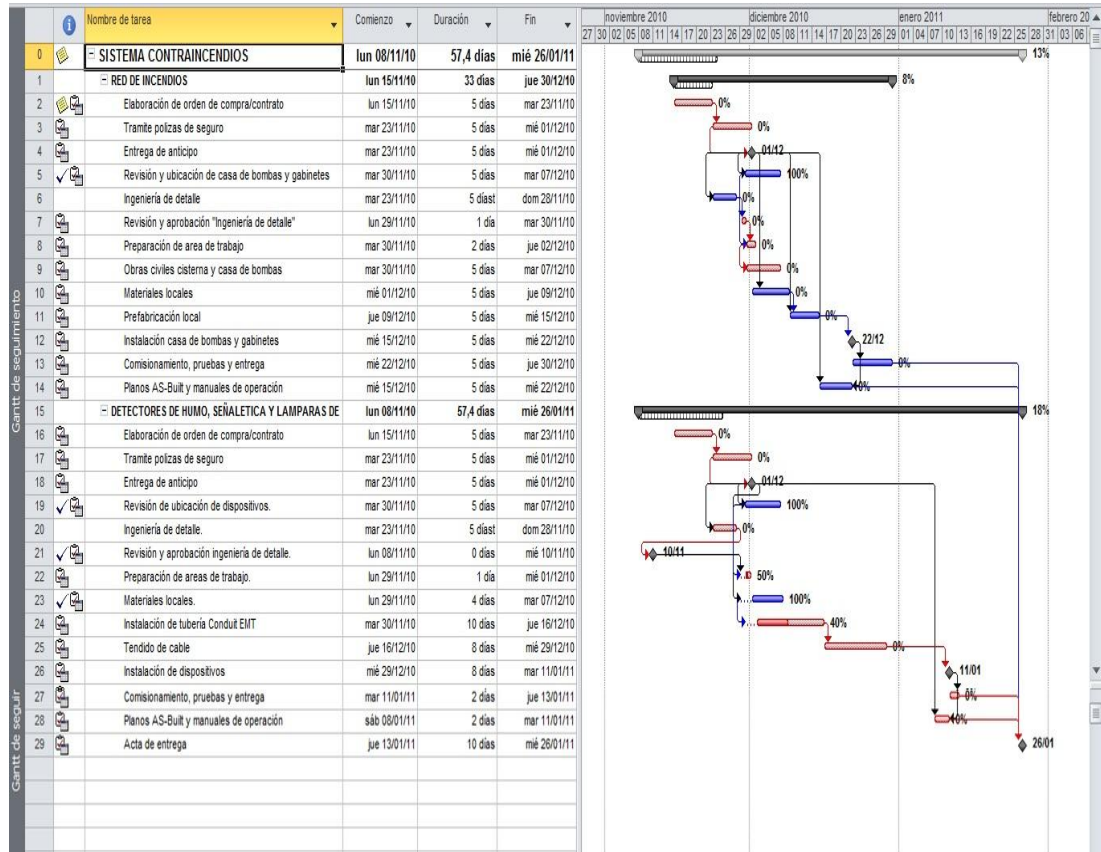 Nombre de tarea Comienzo Duración Fin
noviembre 2010 diciembre 2010 enero 2011 febrero 20
27 30 02 05 08 11 14 17 20 23 26 29 02 05 08 11 14 17 20 23 26 29 01 04 07 10 13 16 19 22 25 28 31 03 06
0 SISTEMA CONTRAINCENDIOS lun 08/11/10 57,4 días mié 26/01/11 13%
1 RED DE INCENDIOS lun 15/11/10 33 días jue 30/12/10 8%
2 Elaboración de orden de compra/contrato lun 15/11/10 5 días mar 23/11/10 0%
3 Tramite polizas de seguro mar 23/11/10 5 días mié 01/12/10 0%
4 Entrega de anticipo mar 23/11/10 5 días mié 01/12/10 01/12
5 Revisión y ubicación de casa de bombas y gabinetes mar 30/11/10 5 días mar 07/12/10 100%
6 Ingeniería de detalle mar 23/11/10 5 díast dom 28/11/10 0%
7 Revisión y aprobación "Ingeniería de detalle" lun 29/11/10 1 día mar 30/11/10 0%
8 Preparación de area de trabajo mar 30/11/10 2 días jue 02/12/10 0%
9 Obras civiles cisterna y casa de bombas mar 30/11/10 5 días mar 07/12/10 0%
10 Materiales locales mié 01/12/10 5 días jue 09/12/10 0%
11 Prefabricación local jue 09/12/10 5 días mié 15/12/10 0%
12 Instalación casa de bombas y gabinetes mié 15/12/10 5 días mié 22/12/10 22/12
13 Comisionamiento, pruebas y entrega mié 22/12/10 5 días jue 30/12/10 0%
14 Planos AS-Built y manuales de operación mié 15/12/10 5 días mié 22/12/10 0%
15 DETECTORES DE HUMO, SEÑALETICA Y LAMPARAS DE lun 08/11/10 57,4 días mié 26/01/11 18%
16 Elaboración de orden de compra/contrato lun 15/11/10 5 días mar 23/11/10 0%
17 Tramite polizas de seguro mar 23/11/10 5 días mié 01/12/10 0%
18 Entrega de anticipo mar 23/11/10 5 días mié 01/12/10 01/12
19 Revisión de ubicación de dispositivos. mar 30/11/10 5 días mar 07/12/10 100%
20 Ingeniería de detalle. mar 23/11/10 5 díast dom 28/11/10 0%
21 Revisión y aprobación ingeniería de detalle. lun 08/11/10 0 días mié 10/11/10 10/11
22 Preparación de areas de trabajo. lun 29/11/10 1 día mié 01/12/10 50%
23 Materiales locales. lun 29/11/10 4 días mar 07/12/10 100%
24 Instalación de tubería Conduit EMT mar 30/11/10 10 días jue 16/12/10 40%
25 Tendido de cable jue 16/12/10 8 días mié 29/12/10 0%
26 Instalación de dispositivos mié 29/12/10 8 días mar 11/01/11 11/01
27 Comisionamiento, pruebas y entrega mar 11/01/11 2 días jue 13/01/11 0%
28 Planos AS-Built y manuales de operación sáb 08/01/11 2 días mar 11/01/11 0%
29 Acta de entrega jue 13/01/11 10 días mié 26/01/11 26/01
Gantt de seguimiento
Gantt de seguir